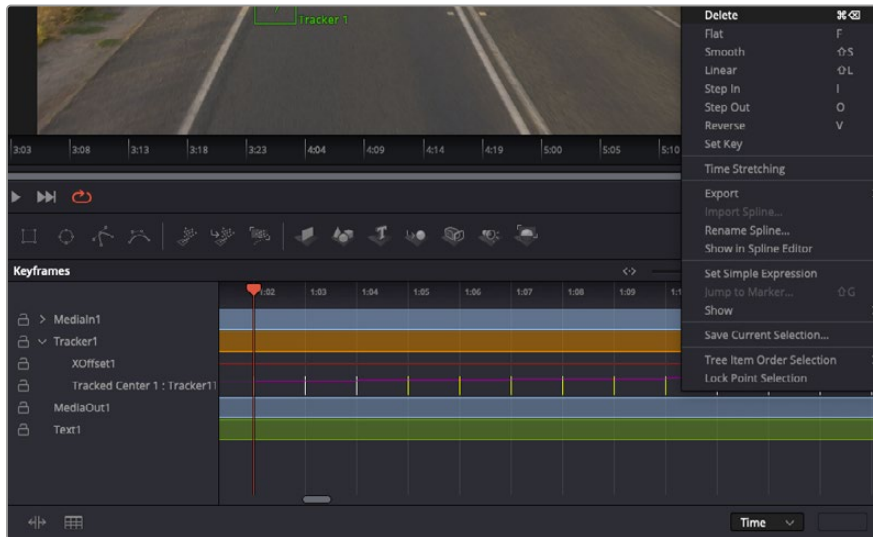 Tracker 1
3:03 3:08 3:13 3:18 3:23 4:04 4:09 4:14 4:19 5:00 5:05 5:10
Delete ⌘⌫
Flat F
Smooth ⇧S
Linear ⇧L
Step In I
Step Out O
Reverse V
Set Key
Time Stretching
Export
Import Spline...
Rename Spline...
Show in Spline Editor
Set Simple Expression
Jump to Marker... ⇧G
Show
Save Current Selection...
Tree Item Order Selection
Lock Point Selection
Keyframes
1:02 1:03 1:04 1:05 1:06 1:07 1:08 1:09
MediaIn1
Tracker1
XOffset1
Tracked Center 1 : Tracker1
MediaOut1
Text1
Time